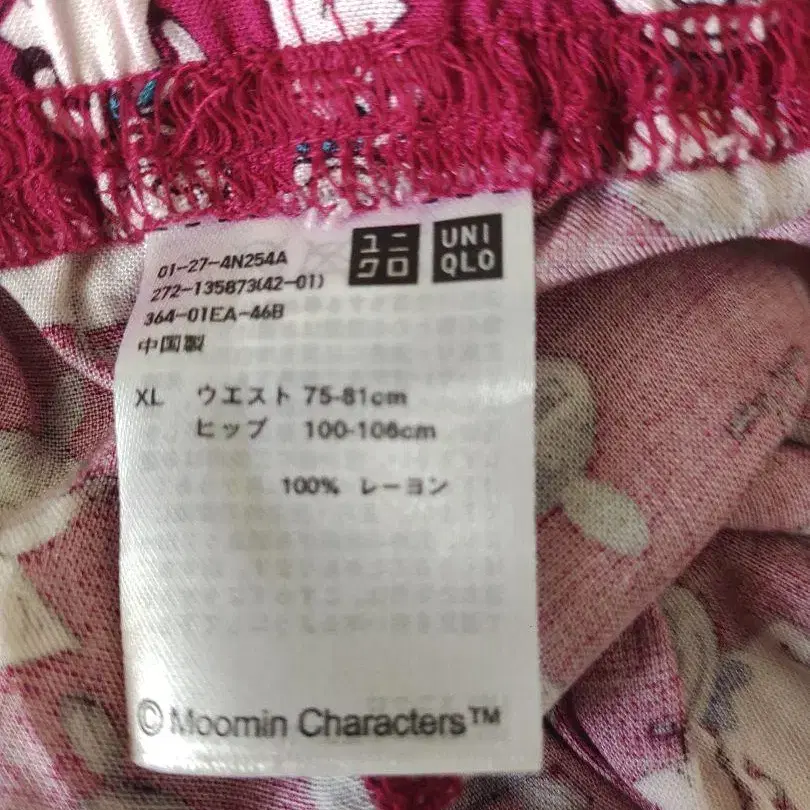 01-27-4N254A
272-135873(42-01)
364-01EA-46B
中国製
ユニ
クロ
UNI
QLO
XL ウエスト 75-81cm
ヒップ 100-106cm
100% レーヨン
© Moomin Characters™